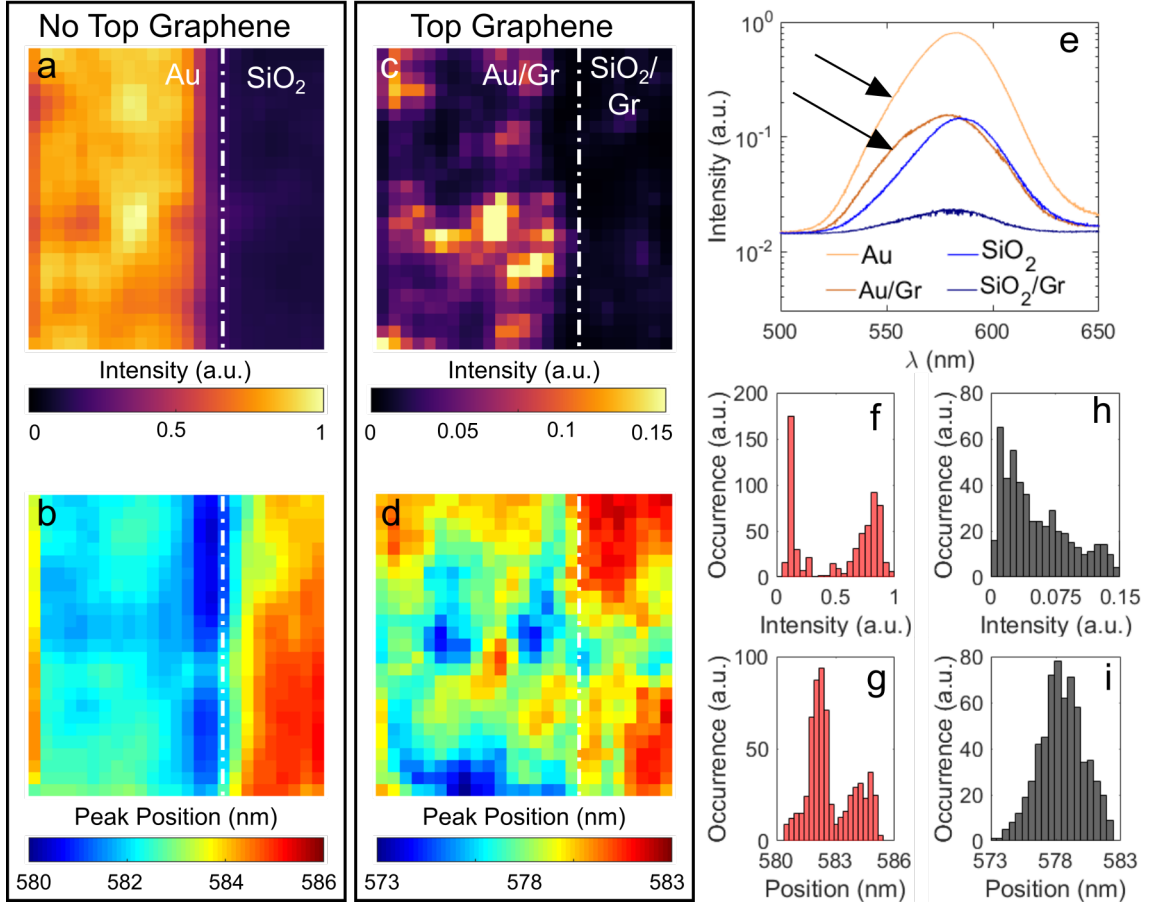 No Top Graphene
a
Au
SiO2
Intensity (a.u.)
0
0.5
1
b
Peak Position (nm)
580
582
584
586
Top Graphene
c
Au/Gr
SiO2/
Gr
Intensity (a.u.)
0
0.05
0.1
0.15
d
Peak Position (nm)
573
578
583
e
Intensity (a.u.)
10^0
10^-1
10^-2
Au
SiO2
Au/Gr
SiO2/Gr
500
550
600
650
λ (nm)
f
Occurrence (a.u.)
200
150
100
50
0
0
0.5
1
Intensity (a.u.)
h
Occurrence (a.u.)
80
60
40
20
0
0
0.075
0.15
Intensity (a.u.)
g
Occurrence (a.u.)
100
50
0
580
583
586
Position (nm)
i
Occurrence (a.u.)
80
60
40
20
0
573
578
583
Position (nm)